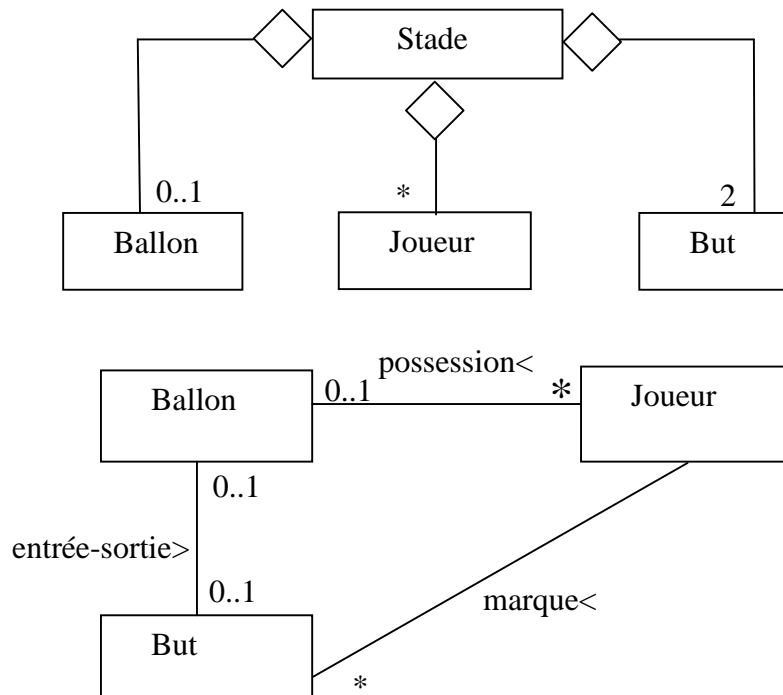 Stade
0..1
*
2
Ballon
Joueur
But
possession<
Ballon
0..1
*
Joueur
0..1
entrée-sortie>
0..1
marque<
But
*